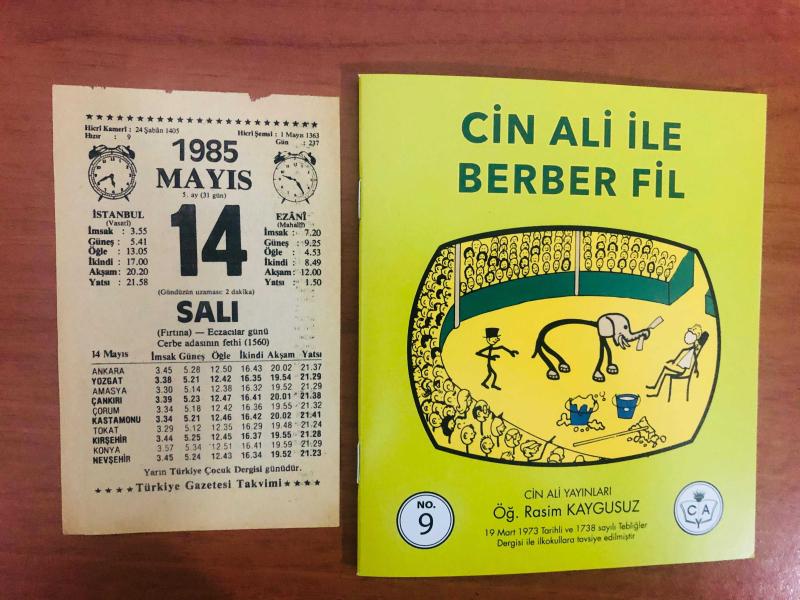 Hicrî Kamerî : 24 Şabân 1405
Hızır : 9
Hicrî Şemsî : 1 Mayıs 1363
Gün : 237
1985
MAYIS
5. ay (31 gün)
14
İSTANBUL
(Vasatî)
İmsak : 3.55
Güneş : 5.41
Öğle : 13.05
İkindi : 17.00
Akşam : 20.20
Yatsı : 21.58
EZÂNÎ
(Mahallî)
İmsak : 7.20
Güneş : 9.25
Öğle : 4.53
İkindi : 8.49
Akşam : 12.00
Yatsı : 1.50
(Gündüzün uzaması: 2 dakika)
SALI
(Fırtına) — Eczacılar günü
Cerbe adasının fethi (1560)
14 Mayıs İmsak Güneş Öğle İkindi Akşam Yatsı
ANKARA 3.45 5.28 12.50 16.43 20.02 21.37
YOZGAT 3.38 5.21 12.42 16.35 19.54 21.29
AMASYA 3.30 5.14 12.38 16.32 19.52 21.29
ÇANKIRI 3.39 5.23 12.47 16.41 20.01 21.38
ÇORUM 3.34 5.18 12.42 16.36 19.55 21.32
KASTAMONU 3.34 5.21 12.46 16.42 20.02 21.41
TOKAT 3.29 5.12 12.35 16.29 19.48 21.24
KIRŞEHİR 3.44 5.25 12.45 16.37 19.55 21.28
KONYA 3.57 5.34 12.51 16.41 19.59 21.29
NEVŞEHİR 3.45 5.24 12.43 16.34 19.52 21.23
Yarın Türkiye Çocuk Dergisi günüdür.
Türkiye Gazetesi Takvimi
CİN ALİ İLE
BERBER FİL
NO.
9
CİN ALİ YAYINLARI
Öğ. Rasim KAYGUSUZ
19 Mart 1973 Tarihli ve 1738 sayılı Tebliğler
Dergisi ile ilkokullara tavsiye edilmiştir
C A